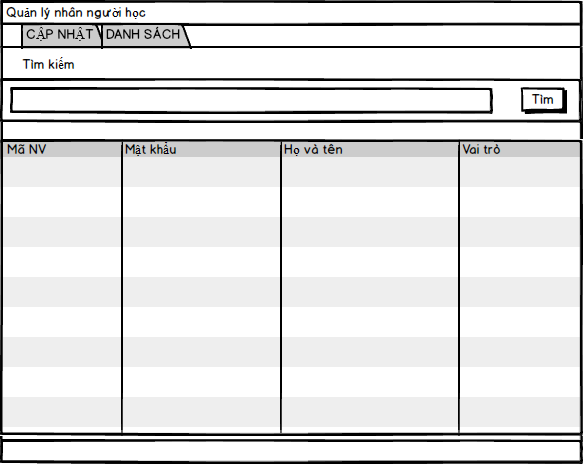 Quản lý nhân người học
CẬP NHẬT DANH SÁCH
Tìm kiếm
Tìm
Mã NV Mật khẩu Họ và tên Vai trò